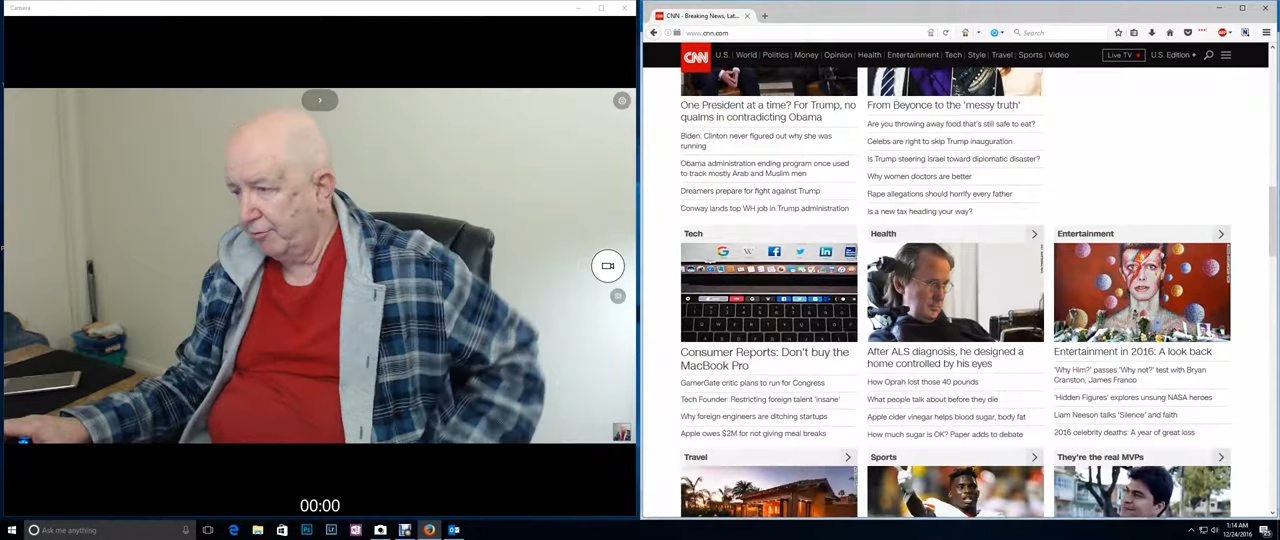 Camera
00:00
CNN - Breaking News, Lat...
www.cnn.com
Search
CNN
U.S. World Politics Money Opinion Health Entertainment Tech Style Travel Sports Video
Live TV
U.S. Edition +
One President at a time? For Trump, no
qualms in contradicting Obama
Biden: Clinton never figured out why she was
running
Obama administration ending program once used
to track mostly Arab and Muslim men
Dreamers prepare for fight against Trump
Conway lands top WH job in Trump administration
From Beyonce to the 'messy truth'
Are you throwing away food that's still safe to eat?
Celebs are right to skip Trump inauguration
Is Trump steering Israel toward diplomatic disaster?
Why women doctors are better
Rape allegations should horrify every father
Is a new tax heading your way?
Tech
Consumer Reports: Don't buy the
MacBook Pro
GamerGate critic plans to run for Congress
Tech Founder: Restricting foreign talent 'insane'
Why foreign engineers are ditching startups
Apple owes $2M for not giving meal breaks
Health
After ALS diagnosis, he designed a
home controlled by his eyes
How Oprah lost those 40 pounds
What people talk about before they die
Apple cider vinegar helps blood sugar, body fat
How much sugar is OK? Paper adds to debate
Entertainment
Entertainment in 2016: A look back
'Why Him?' passes 'Why not?' test with Bryan
Cranston, James Franco
'Hidden Figures' explores unsung NASA heroes
Liam Neeson talks 'Silence' and faith
2016 celebrity deaths: A year of great loss
Travel
Sports
They're the real MVPs
Ask me anything
1:14 AM
12/24/2016